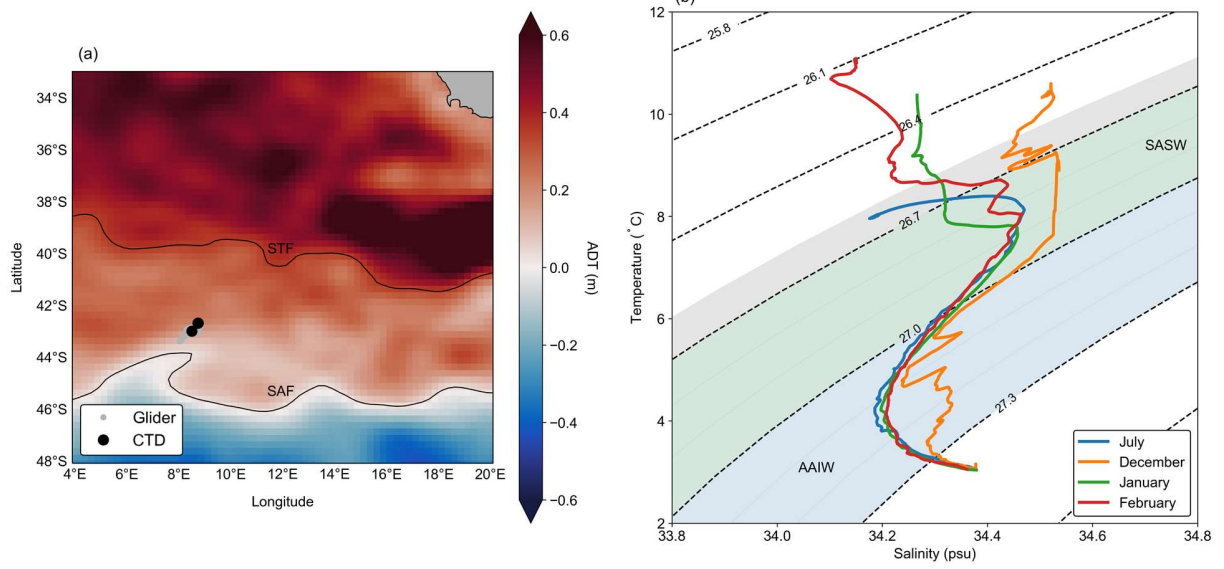 (a)
34°S
36°S
38°S
40°S
42°S
44°S
46°S
48°S
4°E
6°E
8°E
10°E
12°E
14°E
16°E
18°E
20°E
Latitude
Longitude
STF
SAF
Glider
CTD
0.6
0.4
0.2
0.0
−0.2
−0.4
−0.6
ADT (m)
(b)
12
10
8
6
4
2
33.8
34.0
34.2
34.4
34.6
34.8
Temperature (°C)
Salinity (psu)
25.8
26.1
26.4
26.7
27.0
27.3
SASW
AAIW
July
December
January
February